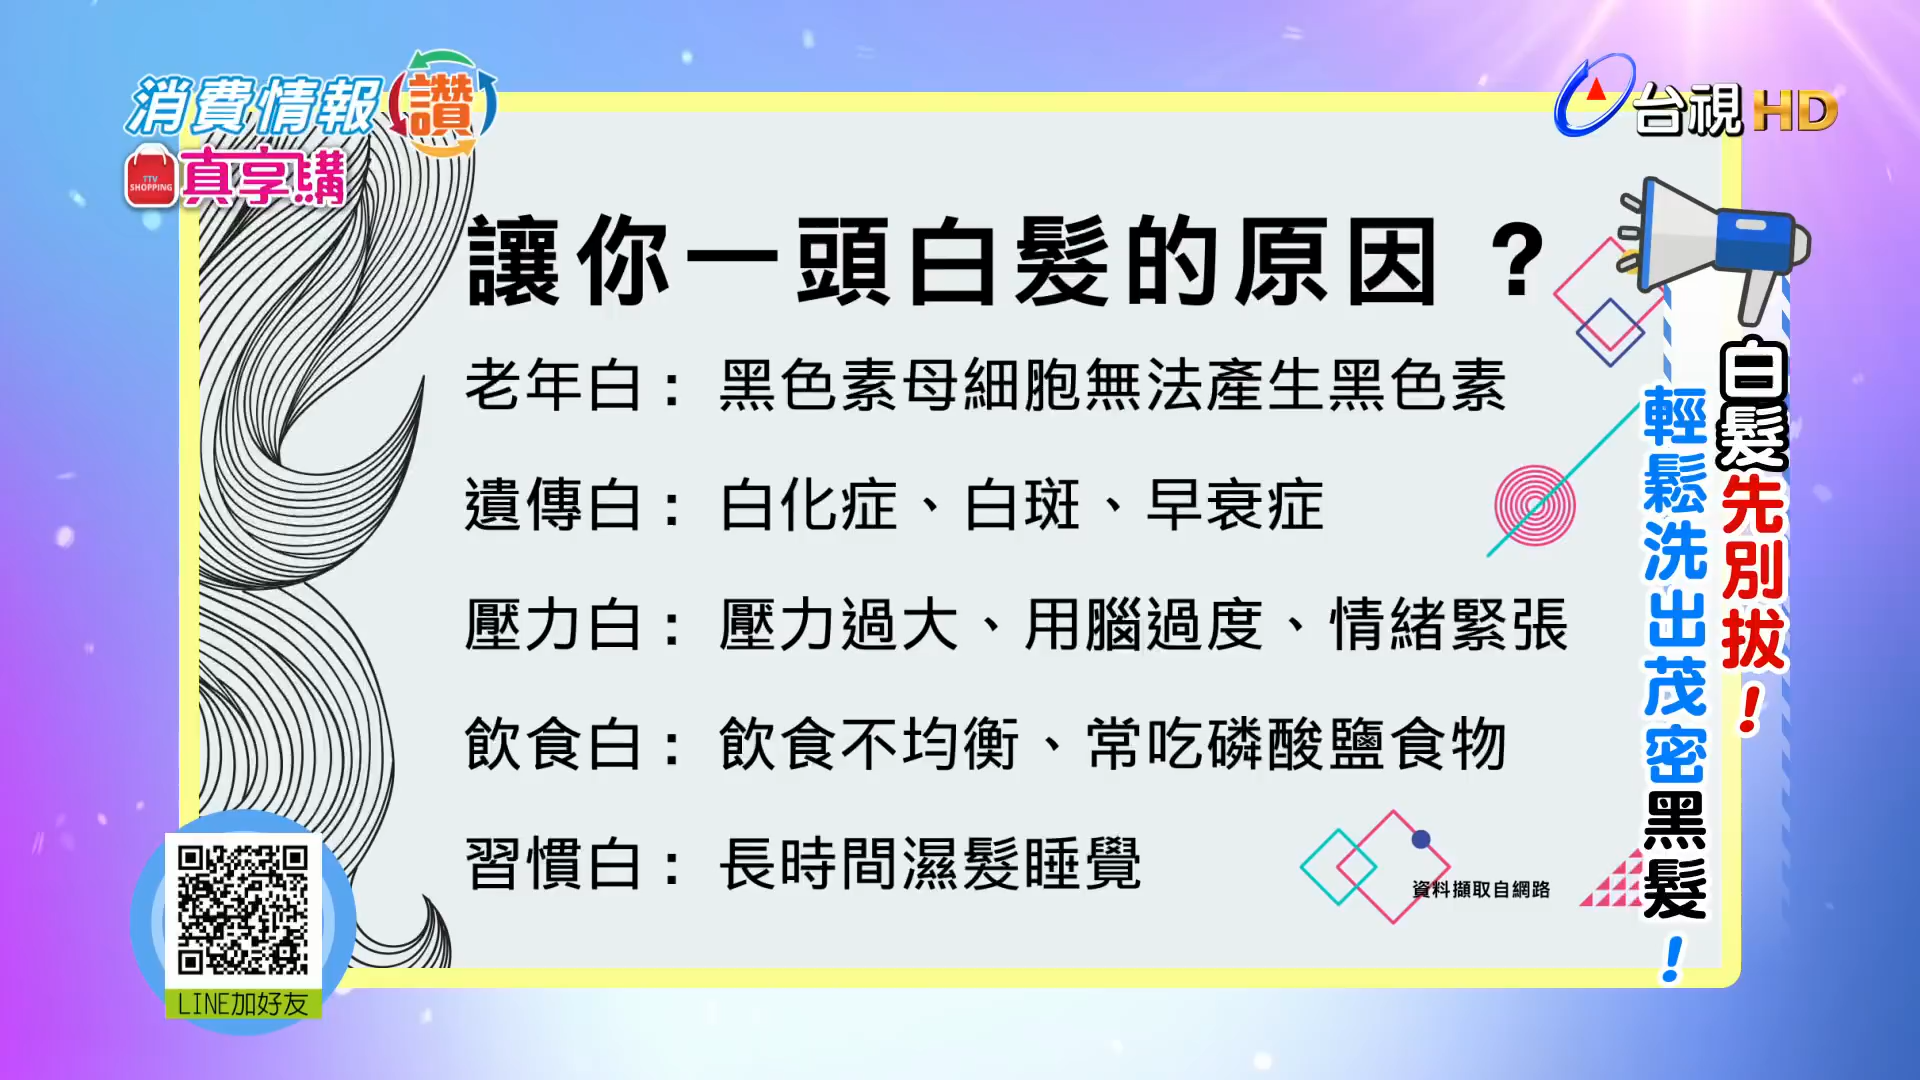 消費情報讚
TTV SHOPPING 真享購
台視HD
讓你一頭白髮的原因？
老年白：黑色素母細胞無法產生黑色素
遺傳白：白化症、白斑、早衰症
壓力白：壓力過大、用腦過度、情緒緊張
飲食白：飲食不均衡、常吃磷酸鹽食物
習慣白：長時間濕髮睡覺
資料擷取自網路
白髮先別拔！
輕鬆洗出茂密黑髮！
LINE加好友